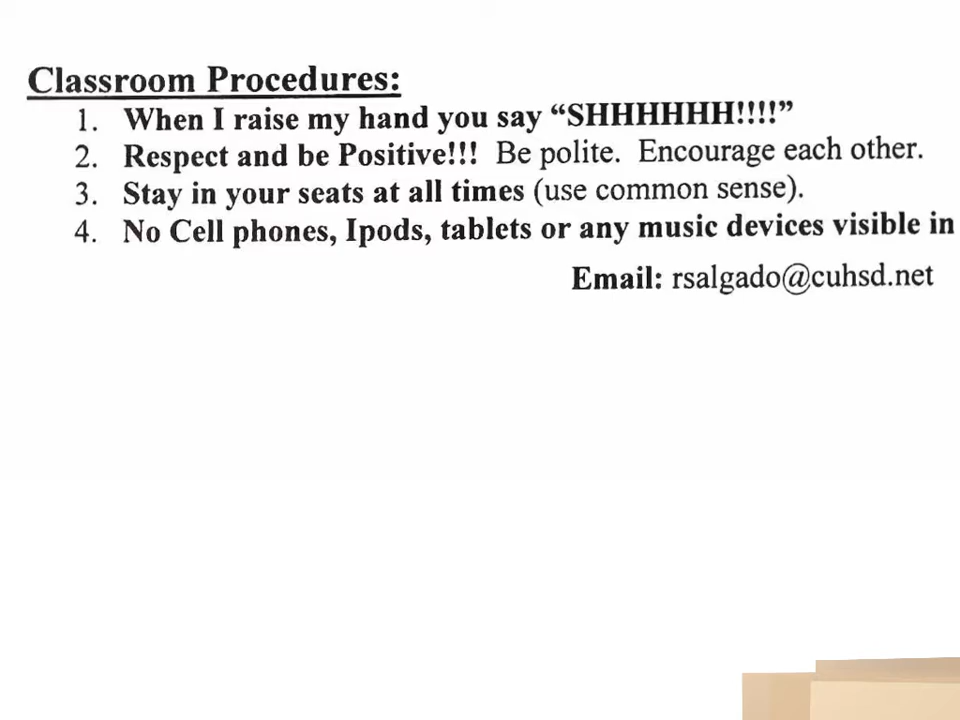 Classroom Procedures:
1. When I raise my hand you say “SHHHHHH!!!!”
2. Respect and be Positive!!! Be polite. Encourage each other.
3. Stay in your seats at all times (use common sense).
4. No Cell phones, Ipods, tablets or any music devices visible in
Email: rsalgado@cuhsd.net